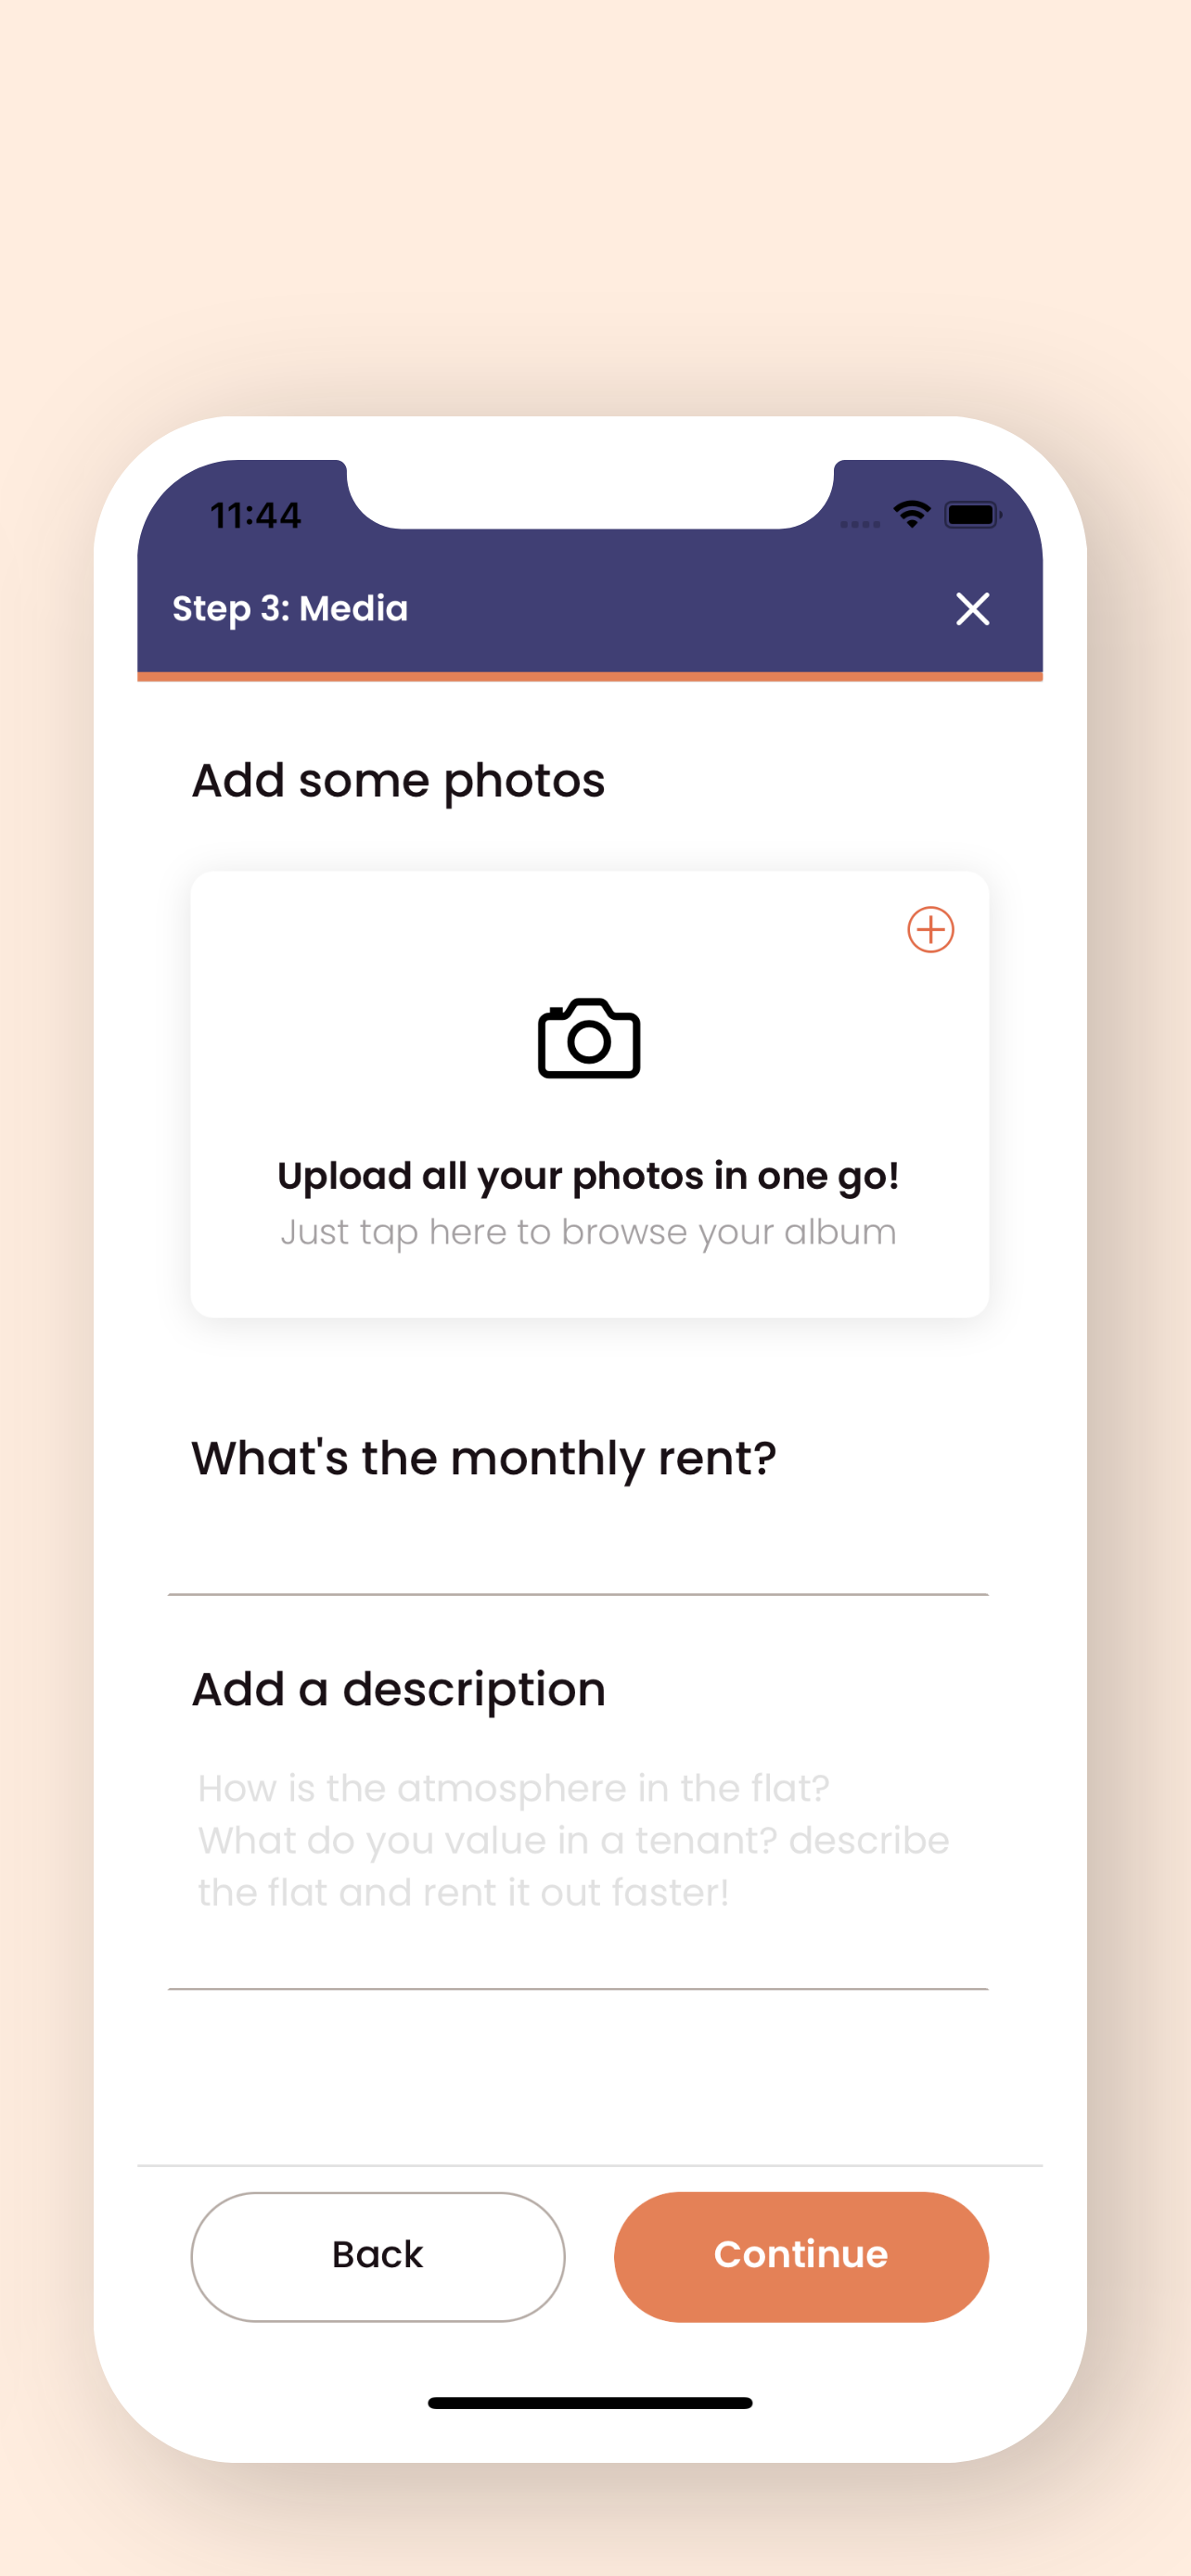 11:44
Step 3: Media
Add some photos
Upload all your photos in one go!
Just tap here to browse your album
What's the monthly rent?
Add a description
How is the atmosphere in the flat?
What do you value in a tenant? describe
the flat and rent it out faster!
Back
Continue